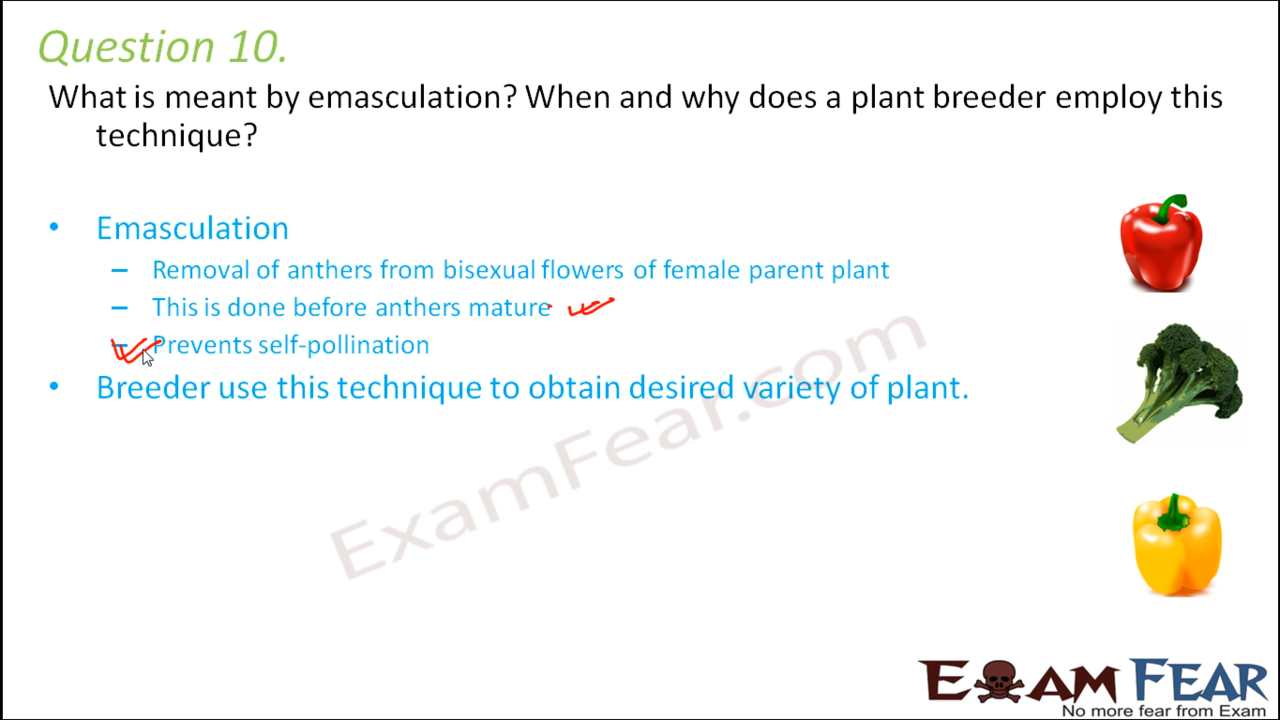 Question 10.
What is meant by emasculation? When and why does a plant breeder employ this
technique?
• Emasculation
– Removal of anthers from bisexual flowers of female parent plant
– This is done before anthers mature
– Prevents self-pollination
• Breeder use this technique to obtain desired variety of plant.
ExamFear.com
EXAM FEAR
No more fear from Exam